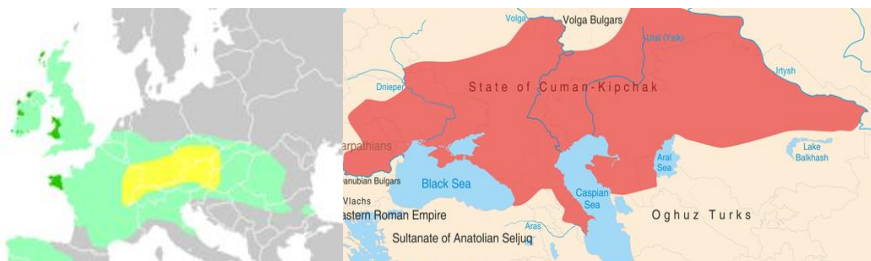 Volga
Volga Bulgars
Ural (Yaik)
Irtysh
Dnieper
State of Cuman-Kipchak
arpathians
Lake
Balkhash
Aral
Sea
anubian Bulgars
Black Sea
Caspian
Sea
Vlachs
astern Roman Empire
Oghuz Turks
Aras
Sultanate of Anatolian Seljuq